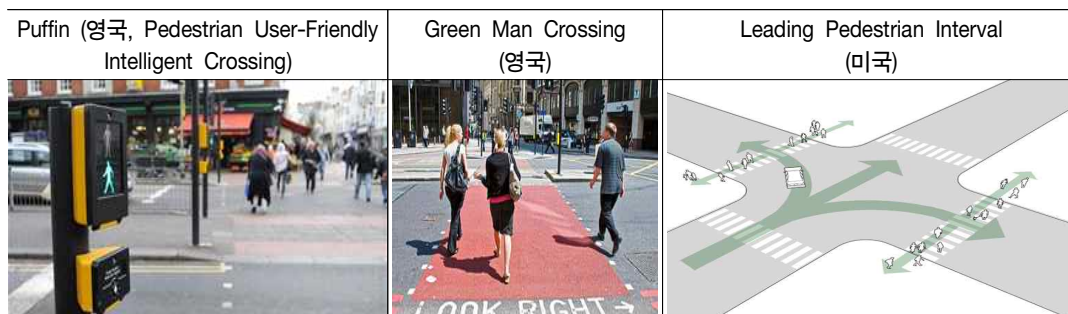 Puffin (영국, Pedestrian User-Friendly
Intelligent Crossing)
Green Man Crossing
(영국)
Leading Pedestrian Interval
(미국)
LOOK RIGHT →